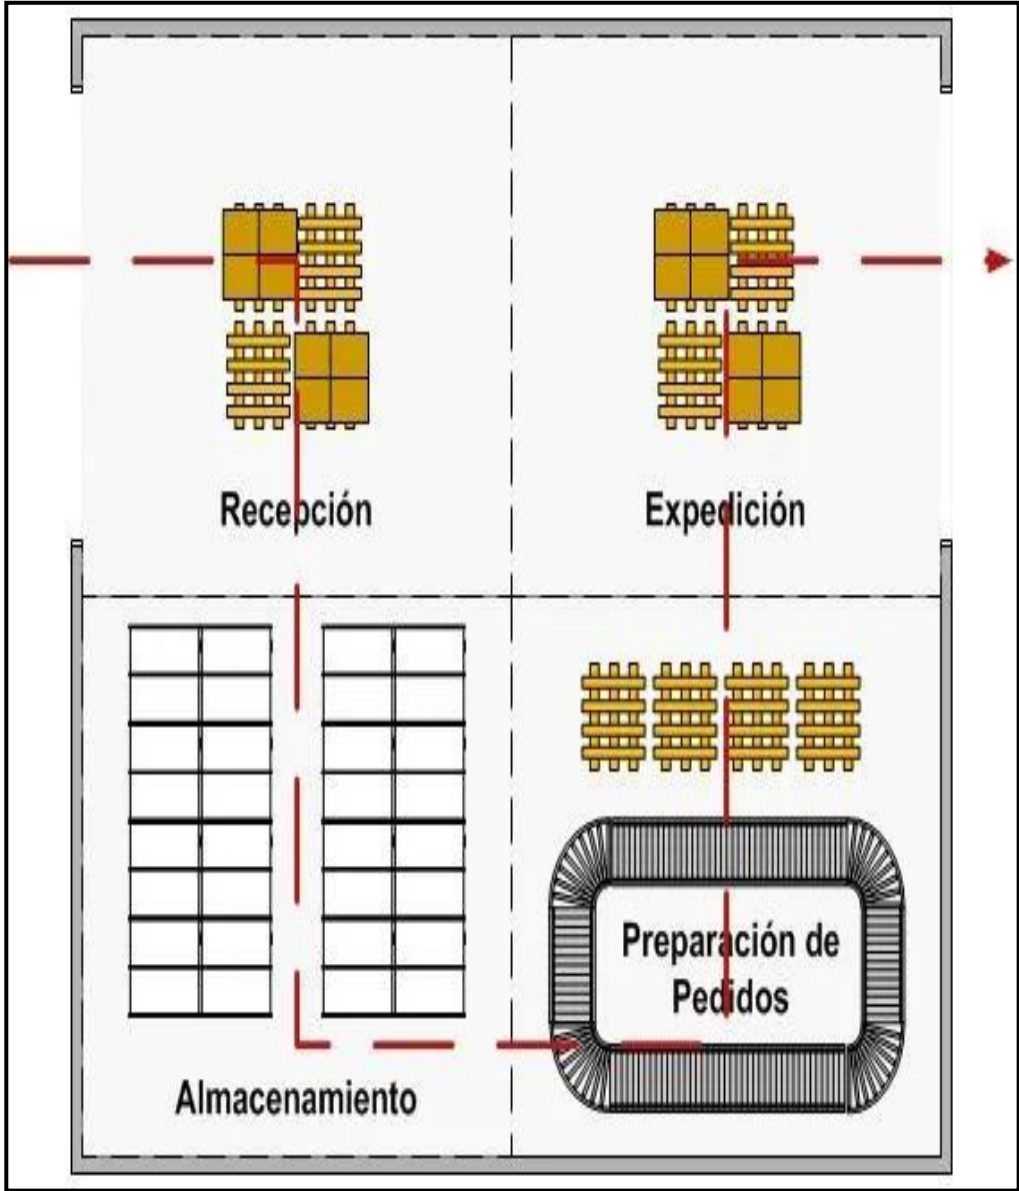 Recepción
Expedición
Almacenamiento
Preparación de
Pedidos